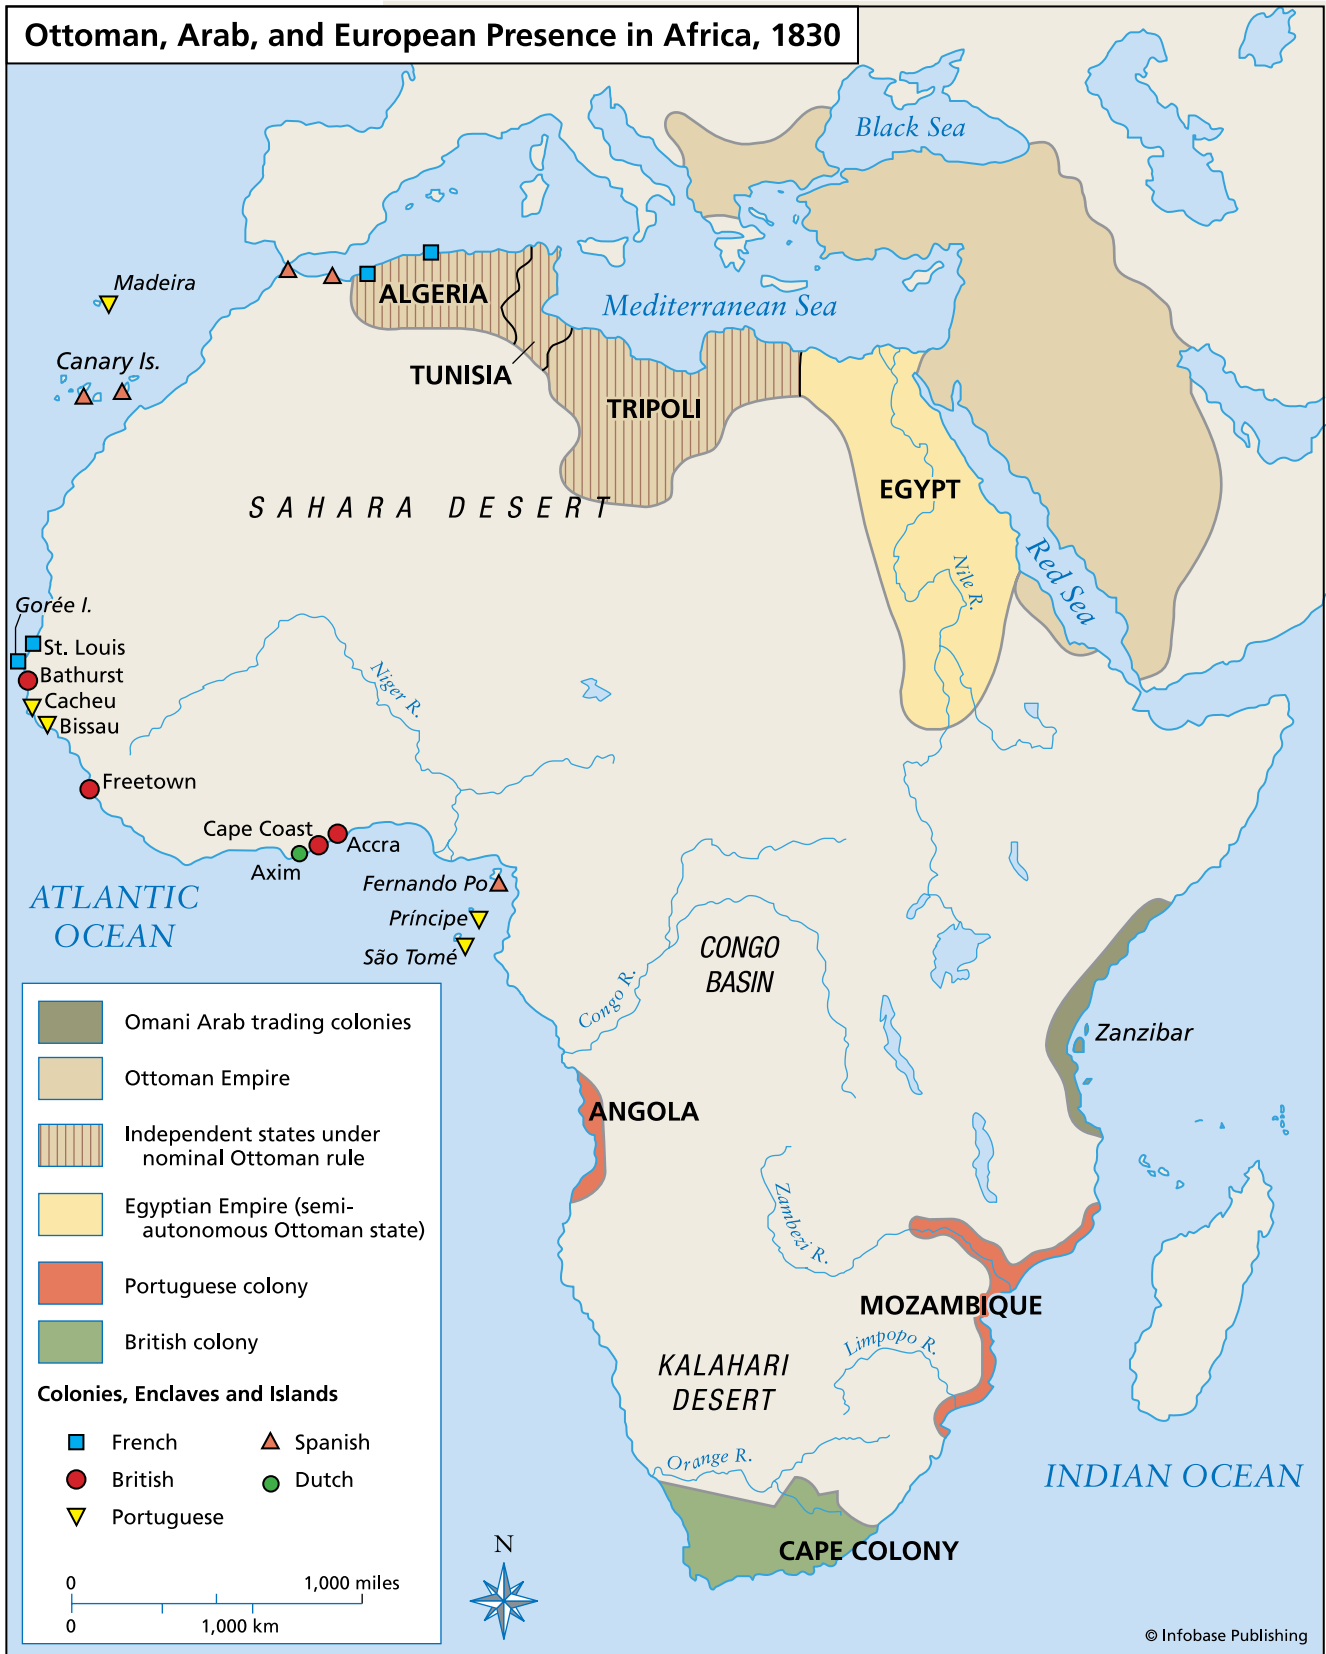 Ottoman, Arab, and European Presence in Africa, 1830
Black Sea
Madeira
ALGERIA
Mediterranean Sea
Canary Is.
TUNISIA
TRIPOLI
EGYPT
SAHARA DESERT
Red Sea
Nile R.
Gorée I.
St. Louis
Bathurst
Cacheu
Bissau
Niger R.
Freetown
Cape Coast
Accra
Axim
Fernando Po
Príncipe
São Tomé
ATLANTIC
OCEAN
CONGO
BASIN
Congo R.
Zanzibar
ANGOLA
Zambezi R.
MOZAMBIQUE
Limpopo R.
KALAHARI
DESERT
Orange R.
INDIAN OCEAN
CAPE COLONY
Omani Arab trading colonies
Ottoman Empire
Independent states under
nominal Ottoman rule
Egyptian Empire (semi-
autonomous Ottoman state)
Portuguese colony
British colony
Colonies, Enclaves and Islands
French
Spanish
British
Dutch
Portuguese
0
1,000 miles
0
1,000 km
N
© Infobase Publishing